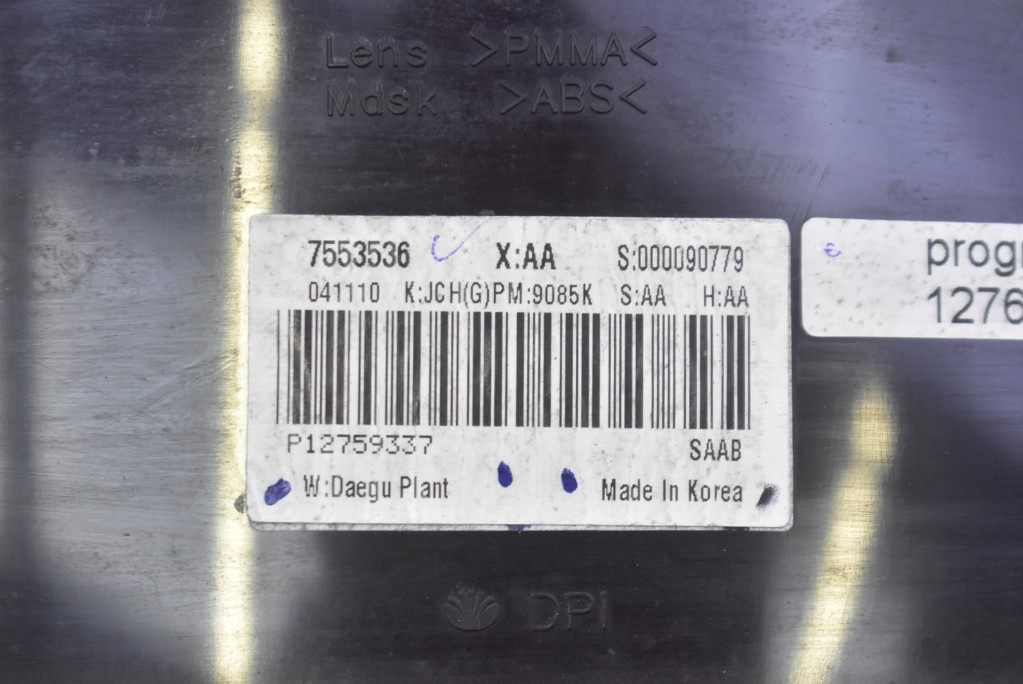 Lens >PMMA<
Mdsk >ABS<
7553536 X:AA S:000090779
041110 K:JCH(G)PM:9085K S:AA H:AA
P12759337 SAAB
W:Daegu Plant Made In Korea
progr
1276
DPI